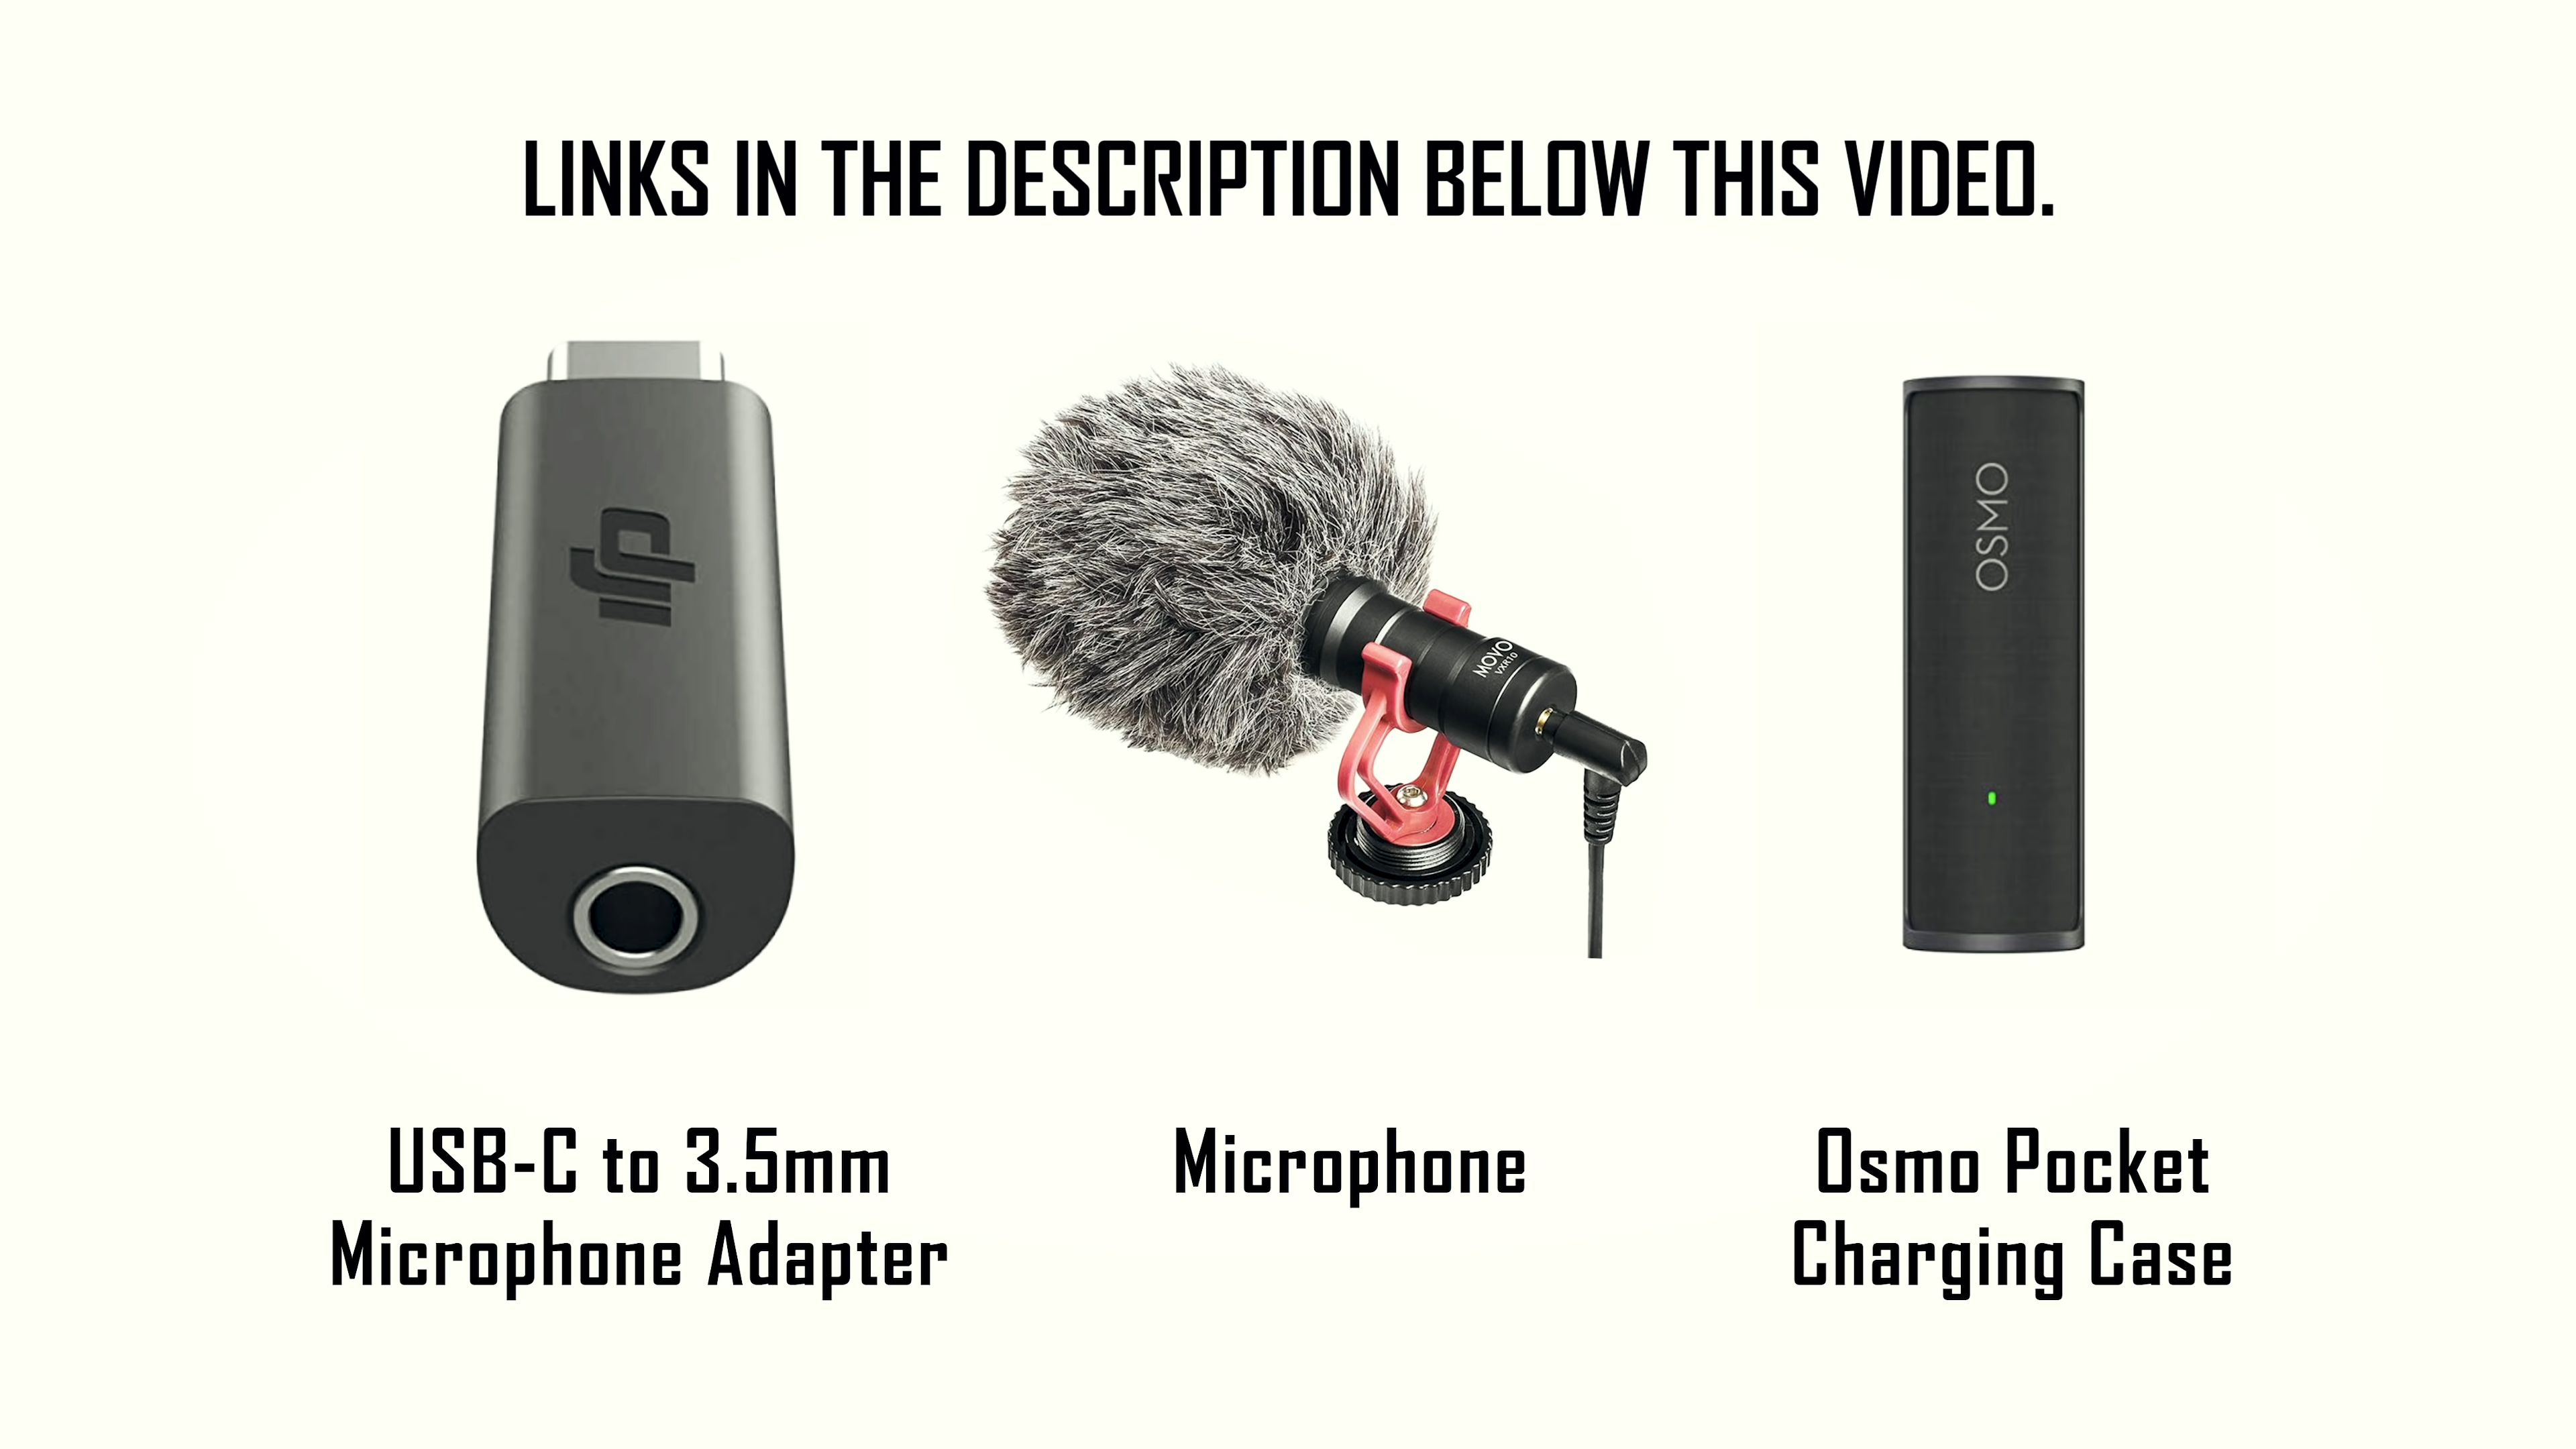 LINKS IN THE DESCRIPTION BELOW THIS VIDEO.
dji
OSMO
MOVO
VXR10
USB-C to 3.5mm
Microphone Adapter
Microphone
Osmo Pocket
Charging Case